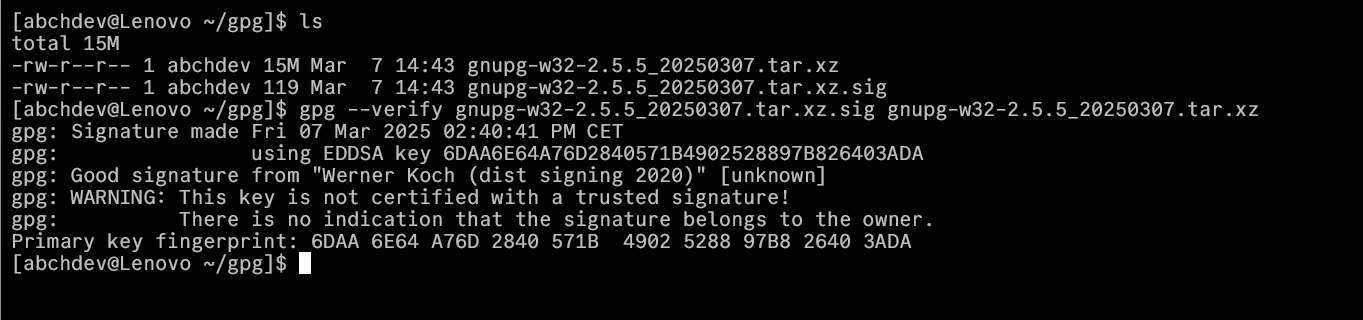 [abchdev@Lenovo ~/gpg]$ ls
total 15M
-rw-r--r-- 1 abchdev 15M Mar  7 14:43 gnupg-w32-2.5.5_20250307.tar.xz
-rw-r--r-- 1 abchdev 119 Mar  7 14:43 gnupg-w32-2.5.5_20250307.tar.xz.sig
[abchdev@Lenovo ~/gpg]$ gpg --verify gnupg-w32-2.5.5_20250307.tar.xz.sig gnupg-w32-2.5.5_20250307.tar.xz
gpg: Signature made Fri 07 Mar 2025 02:40:41 PM CET
gpg:                using EDDSA key 6DAA6E64A76D2840571B4902528897B826403ADA
gpg: Good signature from "Werner Koch (dist signing 2020)" [unknown]
gpg: WARNING: This key is not certified with a trusted signature!
gpg:          There is no indication that the signature belongs to the owner.
Primary key fingerprint: 6DAA 6E64 A76D 2840 571B  4902 5288 97B8 2640 3ADA
[abchdev@Lenovo ~/gpg]$